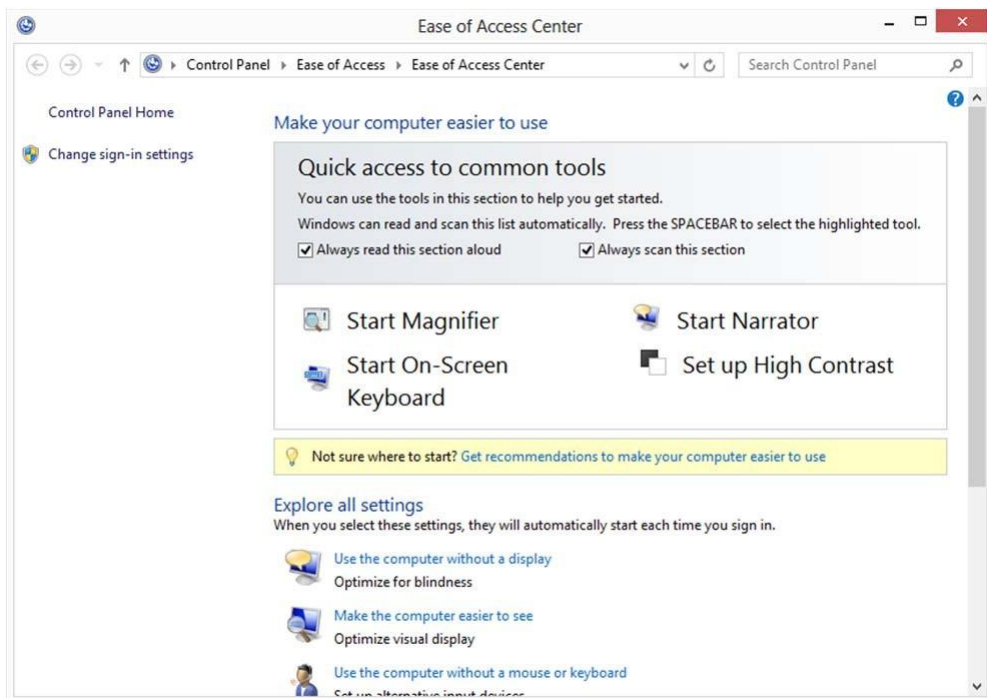 Ease of Access Center
Control Panel Ease of Access Ease of Access Center
Search Control Panel
Control Panel Home
Change sign-in settings
Make your computer easier to use
Quick access to common tools
You can use the tools in this section to help you get started.
Windows can read and scan this list automatically. Press the SPACEBAR to select the highlighted tool.
Always read this section aloud
Always scan this section
Start Magnifier
Start Narrator
Start On-Screen
Keyboard
Set up High Contrast
Not sure where to start? Get recommendations to make your computer easier to use
Explore all settings
When you select these settings, they will automatically start each time you sign in.
Use the computer without a display
Optimize for blindness
Make the computer easier to see
Optimize visual display
Use the computer without a mouse or keyboard
Set up alternative input devices